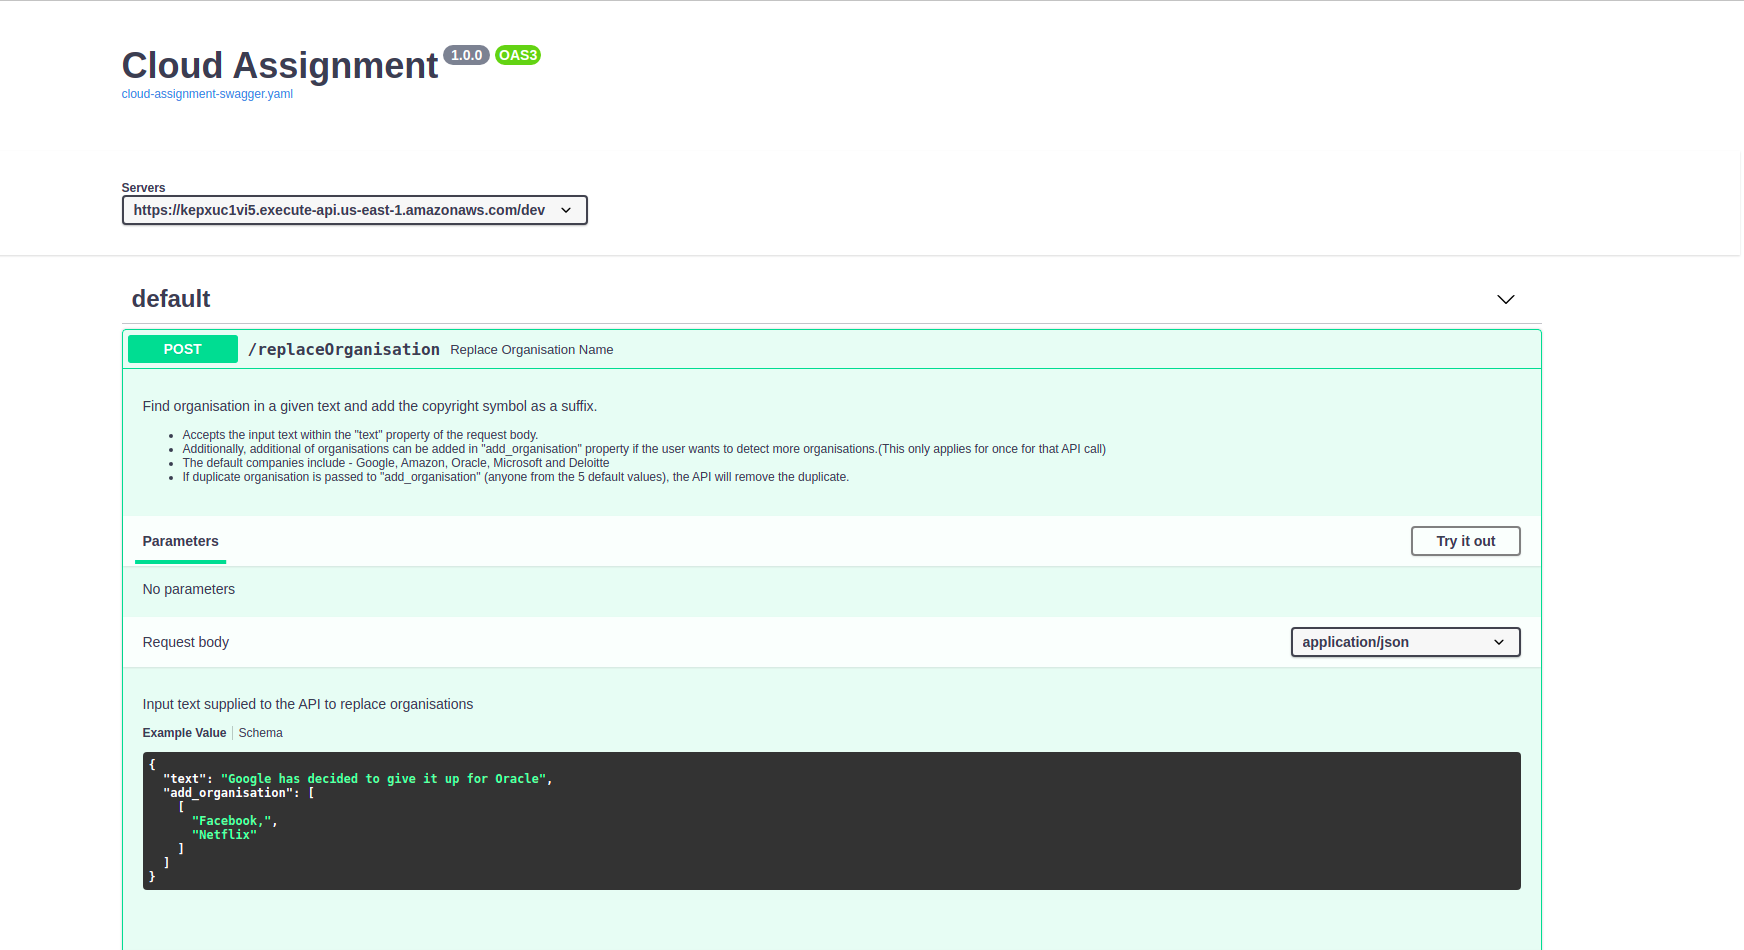 Cloud Assignment 1.0.0 OAS3
cloud-assignment-swagger.yaml
Servers
https://kepxuc1vi5.execute-api.us-east-1.amazonaws.com/dev
default
POST /replaceOrganisation Replace Organisation Name
Find organisation in a given text and add the copyright symbol as a suffix.
• Accepts the input text within the "text" property of the request body.
• Additionally, additional of organisations can be added in "add_organisation" property if the user wants to detect more organisations.(This only applies for once for that API call)
• The default companies include - Google, Amazon, Oracle, Microsoft and Deloitte
• If duplicate organisation is passed to "add_organisation" (anyone from the 5 default values), the API will remove the duplicate.
Parameters Try it out
No parameters
Request body application/json
Input text supplied to the API to replace organisations
Example Value Schema
{
  "text": "Google has decided to give it up for Oracle",
  "add_organisation": [
    [
      "Facebook,",
      "Netflix"
    ]
  ]
}